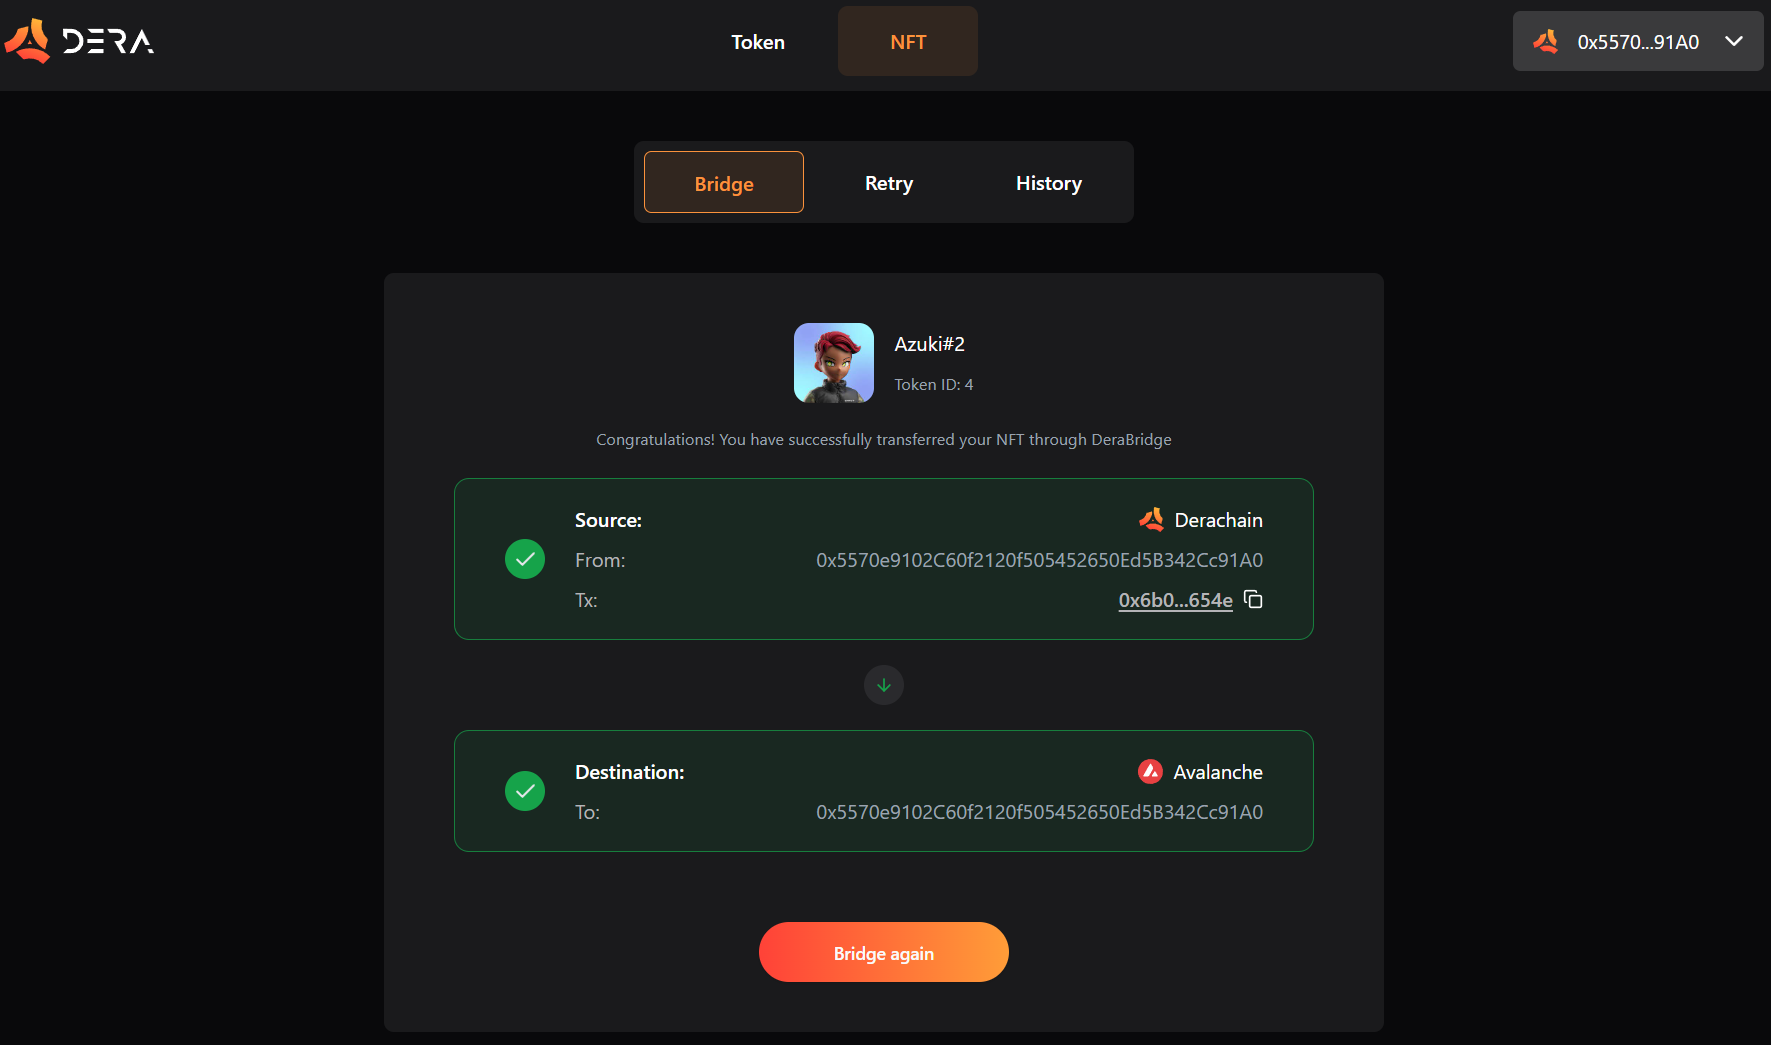 DERA
Token
NFT
0x5570...91A0
Bridge
Retry
History
Azuki#2
Token ID: 4
Congratulations! You have successfully transferred your NFT through DeraBridge
Source:
Derachain
From:
0x5570e9102C60f2120f505452650Ed5B342Cc91A0
Tx:
0x6b0...654e
Destination:
Avalanche
To:
0x5570e9102C60f2120f505452650Ed5B342Cc91A0
Bridge again